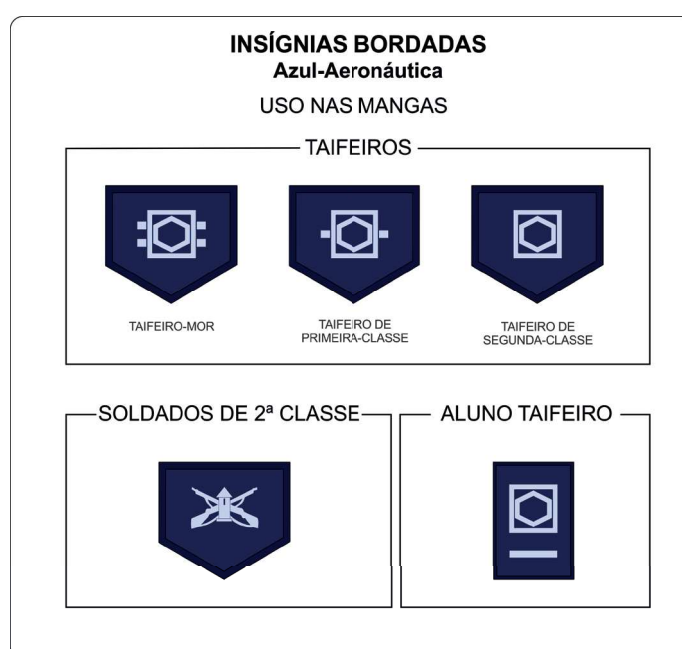 INSÍGNIAS BORDADAS
Azul-Aeronáutica
USO NAS MANGAS
TAIFEIROS
TAIFEIRO-MOR
TAIFEIRO DE
PRIMEIRA-CLASSE
TAIFEIRO DE
SEGUNDA-CLASSE
SOLDADOS DE 2ª CLASSE
ALUNO TAIFEIRO